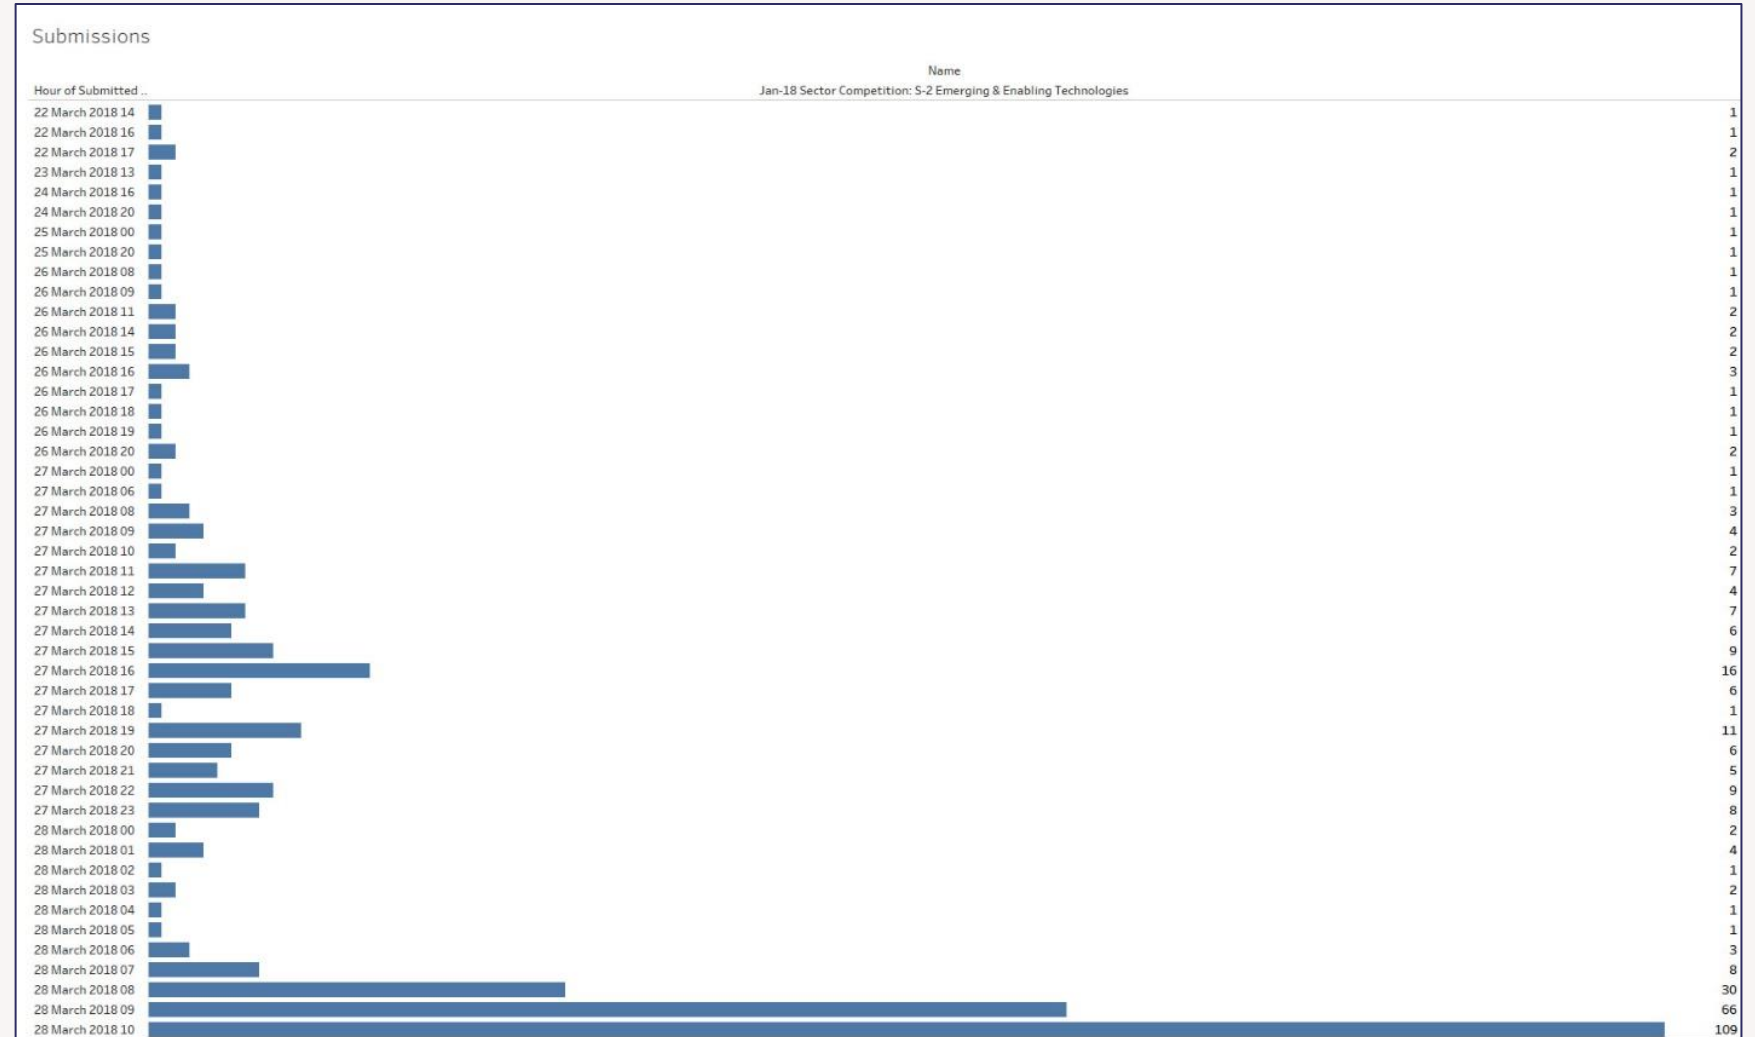 Submissions
Name
Hour of Submitted .. Jan-18 Sector Competition: S-2 Emerging & Enabling Technologies
22 March 2018 14 1
22 March 2018 16 1
22 March 2018 17 2
23 March 2018 13 1
24 March 2018 16 1
24 March 2018 20 1
25 March 2018 00 1
25 March 2018 20 1
26 March 2018 08 1
26 March 2018 09 1
26 March 2018 11 2
26 March 2018 14 2
26 March 2018 15 2
26 March 2018 16 3
26 March 2018 17 1
26 March 2018 18 1
26 March 2018 19 1
26 March 2018 20 2
27 March 2018 00 1
27 March 2018 06 1
27 March 2018 08 3
27 March 2018 09 4
27 March 2018 10 2
27 March 2018 11 7
27 March 2018 12 4
27 March 2018 13 7
27 March 2018 14 6
27 March 2018 15 9
27 March 2018 16 16
27 March 2018 17 6
27 March 2018 18 1
27 March 2018 19 11
27 March 2018 20 6
27 March 2018 21 5
27 March 2018 22 9
27 March 2018 23 8
28 March 2018 00 2
28 March 2018 01 4
28 March 2018 02 1
28 March 2018 03 2
28 March 2018 04 1
28 March 2018 05 1
28 March 2018 06 3
28 March 2018 07 8
28 March 2018 08 30
28 March 2018 09 66
28 March 2018 10 109